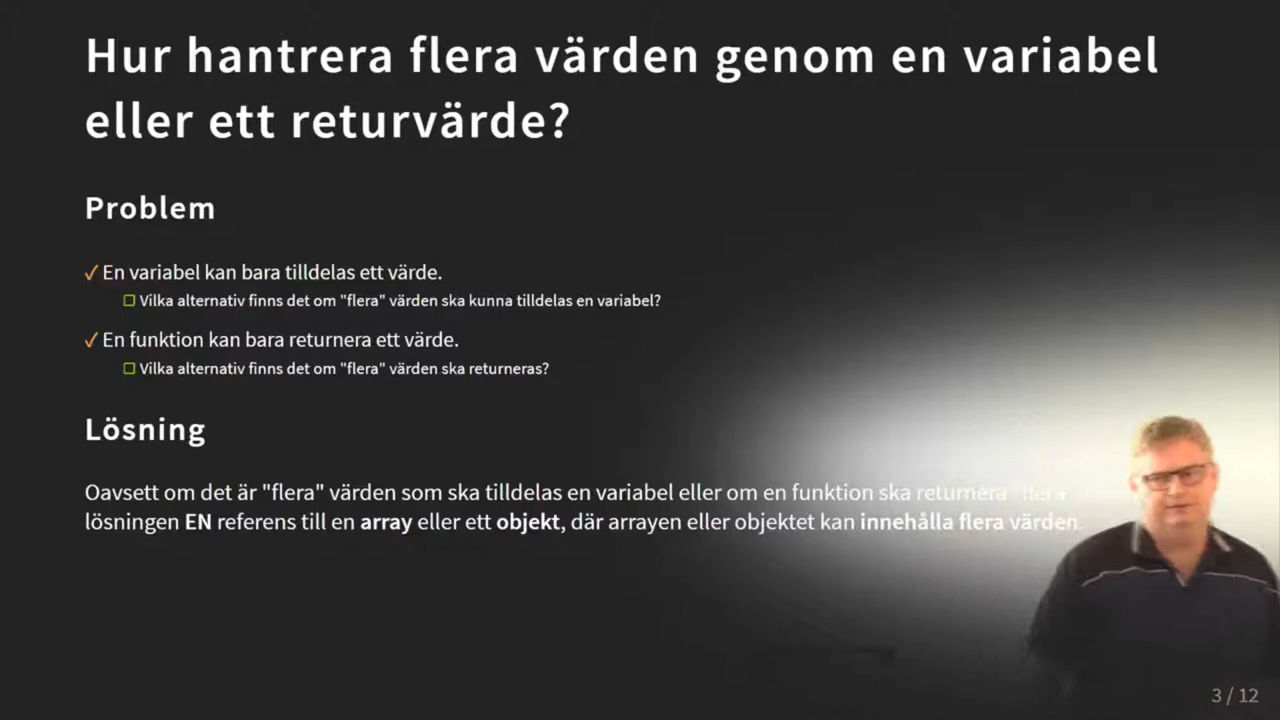 Hur hantrera flera värden genom en variabel
eller ett returvärde?
Problem
✓ En variabel kan bara tilldelas ett värde.
☐ Vilka alternativ finns det om "flera" värden ska kunna tilldelas en variabel?
✓ En funktion kan bara returnera ett värde.
☐ Vilka alternativ finns det om "flera" värden ska returneras?
Lösning
Oavsett om det är "flera" värden som ska tilldelas en variabel eller om en funktion ska returnera "flera"
lösningen EN referens till en array eller ett objekt, där arrayen eller objektet kan innehålla flera värden.
3 / 12